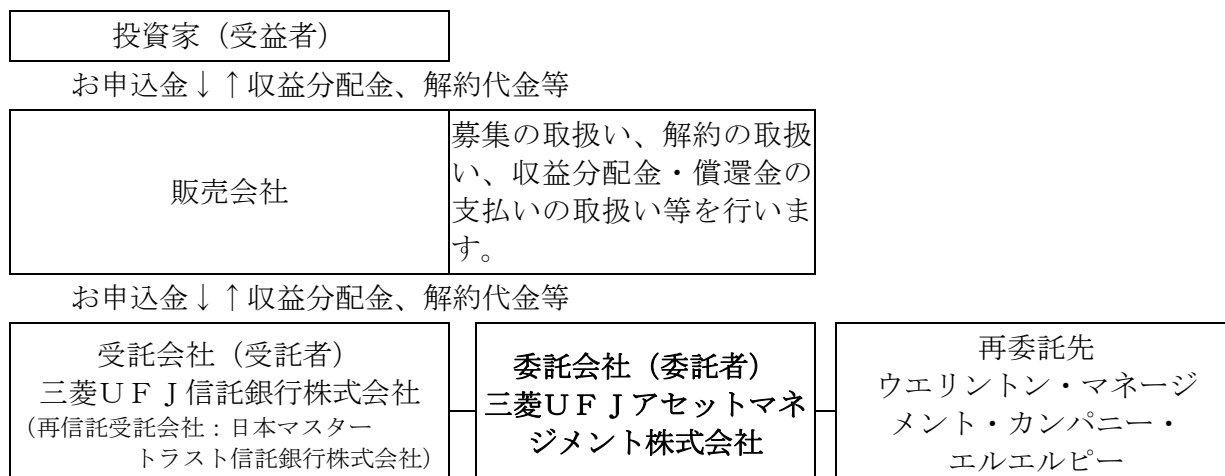 投資家（受益者）
お申込金↓↑収益分配金、解約代金等
販売会社
募集の取扱い、解約の取扱
い、収益分配金・償還金の
支払いの取扱い等を行いま
す。
お申込金↓↑収益分配金、解約代金等
受託会社（受託者）
三菱ＵＦＪ信託銀行株式会社
（再信託受託会社：日本マスター
トラスト信託銀行株式会社）
委託会社（委託者）
三菱ＵＦＪアセットマネ
ジメント株式会社
再委託先
ウエリントン・マネージ
メント・カンパニー・
エルエルピー